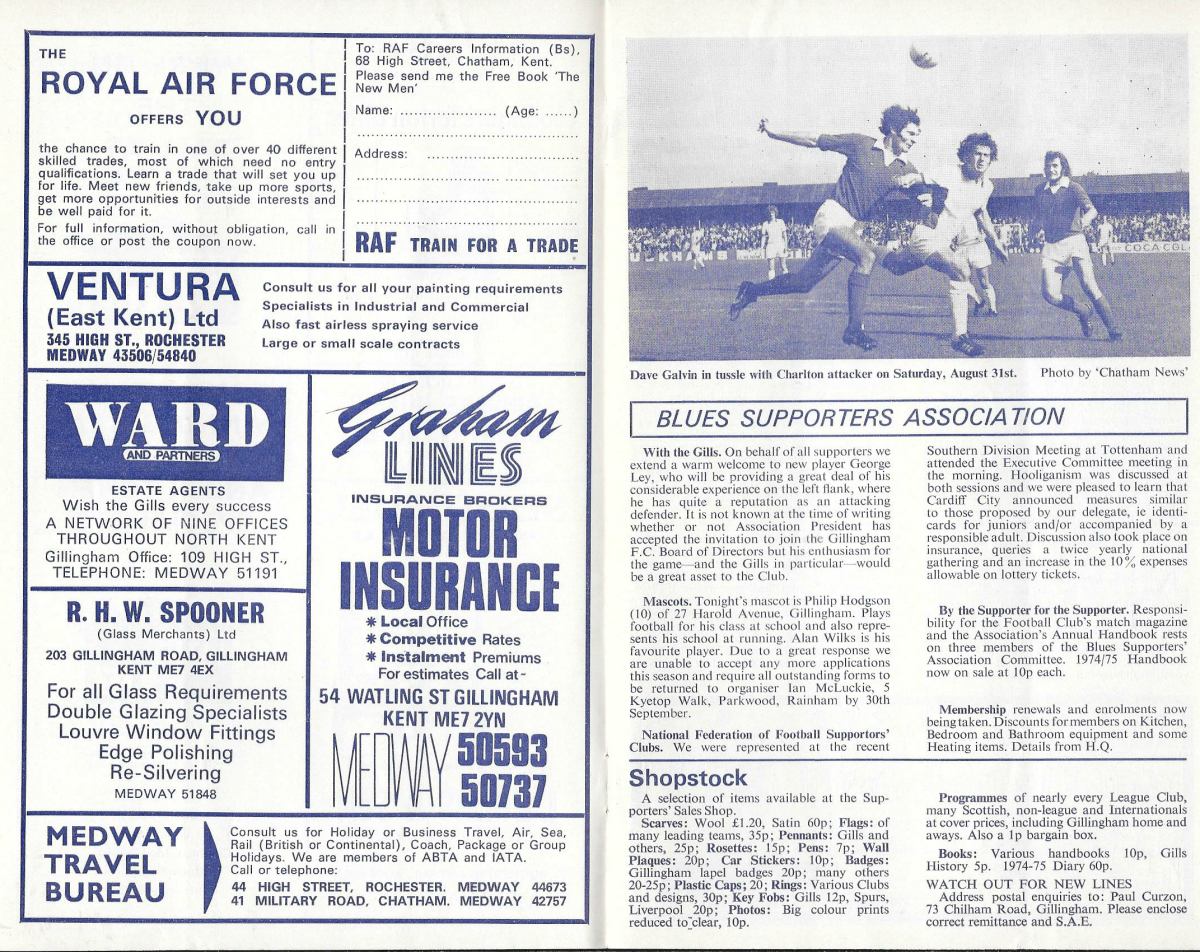 THE
ROYAL AIR FORCE
OFFERS YOU
the chance to train in one of over 40 different
skilled trades, most of which need no entry
qualifications. Learn a trade that will set you up
for life. Meet new friends, take up more sports,
get more opportunities for outside interests and
be well paid for it.
For full information, without obligation, call in
the office or post the coupon now.
To: RAF Careers Information (Bs),
68 High Street, Chatham, Kent.
Please send me the Free Book 'The
New Men'
Name: .................... (Age: ......)
Address: ................................
RAF TRAIN FOR A TRADE
VENTURA
(East Kent) Ltd
345 HIGH ST., ROCHESTER
MEDWAY 43506/54840
Consult us for all your painting requirements
Specialists in Industrial and Commercial
Also fast airless spraying service
Large or small scale contracts
WARD
AND PARTNERS
ESTATE AGENTS
Wish the Gills every success
A NETWORK OF NINE OFFICES
THROUGHOUT NORTH KENT
Gillingham Office: 109 HIGH ST.,
TELEPHONE: MEDWAY 51191
R. H. W. SPOONER
(Glass Merchants) Ltd
203 GILLINGHAM ROAD, GILLINGHAM
KENT ME7 4EX
For all Glass Requirements
Double Glazing Specialists
Louvre Window Fittings
Edge Polishing
Re-Silvering
MEDWAY 51848
Graham
LINES
INSURANCE BROKERS
MOTOR
INSURANCE
* Local Office
* Competitive Rates
* Instalment Premiums
For estimates Call at-
54 WATLING ST GILLINGHAM
KENT ME7 2YN
MEDWAY 50593
50737
MEDWAY
TRAVEL
BUREAU
Consult us for Holiday or Business Travel, Air, Sea,
Rail (British or Continental), Coach, Package or Group
Holidays. We are members of ABTA and IATA.
Call or telephone:
44 HIGH STREET, ROCHESTER. MEDWAY 44673
41 MILITARY ROAD, CHATHAM. MEDWAY 42757
COCA COLA
Dave Galvin in tussle with Charlton attacker on Saturday, August 31st. Photo by 'Chatham News'
BLUES SUPPORTERS ASSOCIATION
With the Gills. On behalf of all supporters we
extend a warm welcome to new player George
Ley, who will be providing a great deal of his
considerable experience on the left flank, where
he has quite a reputation as an attacking
defender. It is not known at the time of writing
whether or not Association President has
accepted the invitation to join the Gillingham
F.C. Board of Directors but his enthusiasm for
the game—and the Gills in particular—would
be a great asset to the Club.
Mascots. Tonight's mascot is Philip Hodgson
(10) of 27 Harold Avenue, Gillingham. Plays
football for his class at school and also repre-
sents his school at running. Alan Wilks is his
favourite player. Due to a great response we
are unable to accept any more applications
this season and require all outstanding forms to
be returned to organiser Ian McLuckie, 5
Kyetop Walk, Parkwood, Rainham by 30th
September.
National Federation of Football Supporters'
Clubs. We were represented at the recent
Southern Division Meeting at Tottenham and
attended the Executive Committee meeting in
the morning. Hooliganism was discussed at
both sessions and we were pleased to learn that
Cardiff City announced measures similar
to those proposed by our delegate, ie identi-
cards for juniors and/or accompanied by a
responsible adult. Discussion also took place on
insurance, queries a twice yearly national
gathering and an increase in the 10% expenses
allowable on lottery tickets.
By the Supporter for the Supporter. Responsi-
bility for the Football Club's match magazine
and the Association's Annual Handbook rests
on three members of the Blues Supporters'
Association Committee. 1974/75 Handbook
now on sale at 10p each.
Membership renewals and enrolments now
being taken. Discounts for members on Kitchen,
Bedroom and Bathroom equipment and some
Heating items. Details from H.Q.
Shopstock
A selection of items available at the Sup-
porters' Sales Shop.
Scarves: Wool £1.20, Satin 60p; Flags: of
many leading teams, 35p; Pennants: Gills and
others, 25p; Rosettes: 15p; Pens: 7p; Wall
Plaques: 20p; Car Stickers: 10p; Badges:
Gillingham lapel badges 20p; many others
20-25p; Plastic Caps; 20; Rings: Various Clubs
and designs, 30p; Key Fobs: Gills 12p, Spurs,
Liverpool 20p; Photos: Big colour prints
reduced to clear, 10p.
Programmes of nearly every League Club,
many Scottish, non-league and Internationals
at cover prices, including Gillingham home and
aways. Also a 1p bargain box.
Books: Various handbooks 10p, Gills
History 5p. 1974-75 Diary 60p.
WATCH OUT FOR NEW LINES
Address postal enquiries to: Paul Curzon,
73 Chilham Road, Gillingham. Please enclose
correct remittance and S.A.E.